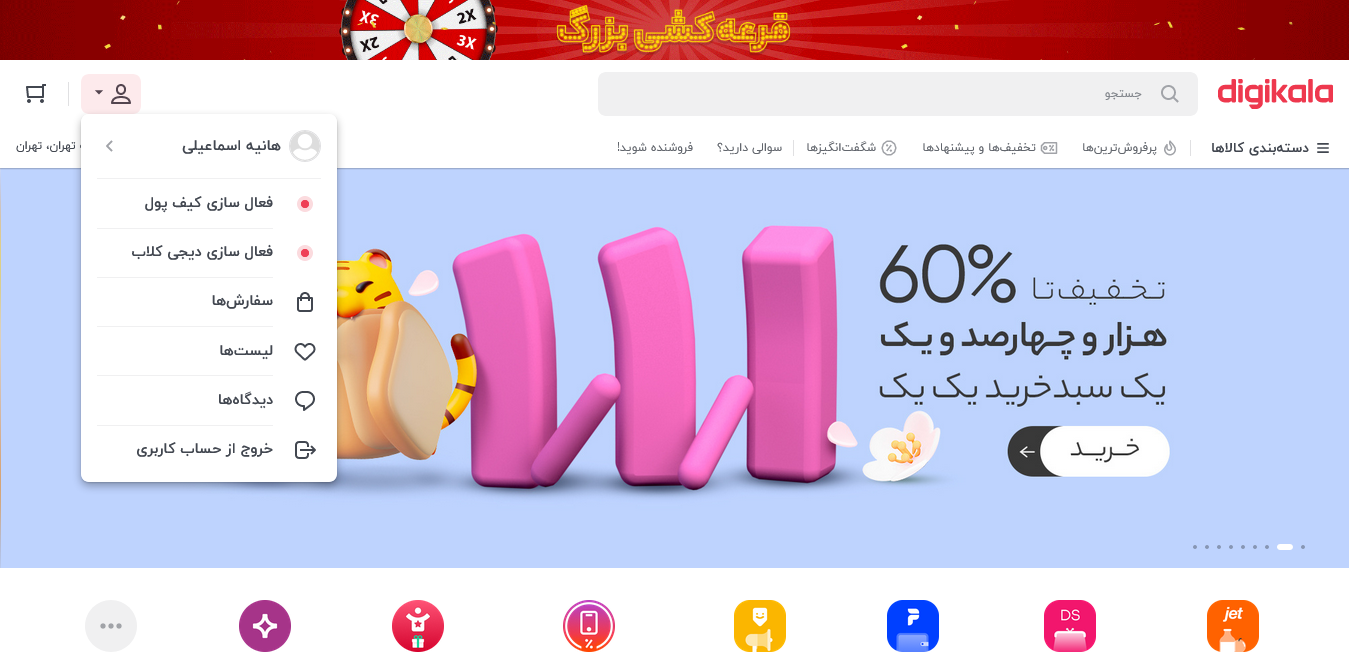 3X
2X
2X
3X
قرعه‌کشی بزرگ
digikala
جستجو
دسته‌بندی کالاها
پرفروش‌ترین‌ها
تخفیف‌ها و پیشنهادها
شگفت‌انگیزها
سوالی دارید؟
فروشنده شوید!
تهران، تهران
هانیه اسماعیلی
فعال سازی کیف پول
فعال سازی دیجی کلاب
سفارش‌ها
لیست‌ها
دیدگاه‌ها
خروج از حساب کاربری
تخفیف تا 60%
هزار و چهارصد و یک
یک سبد خرید یک یک
خرید
jet
DS